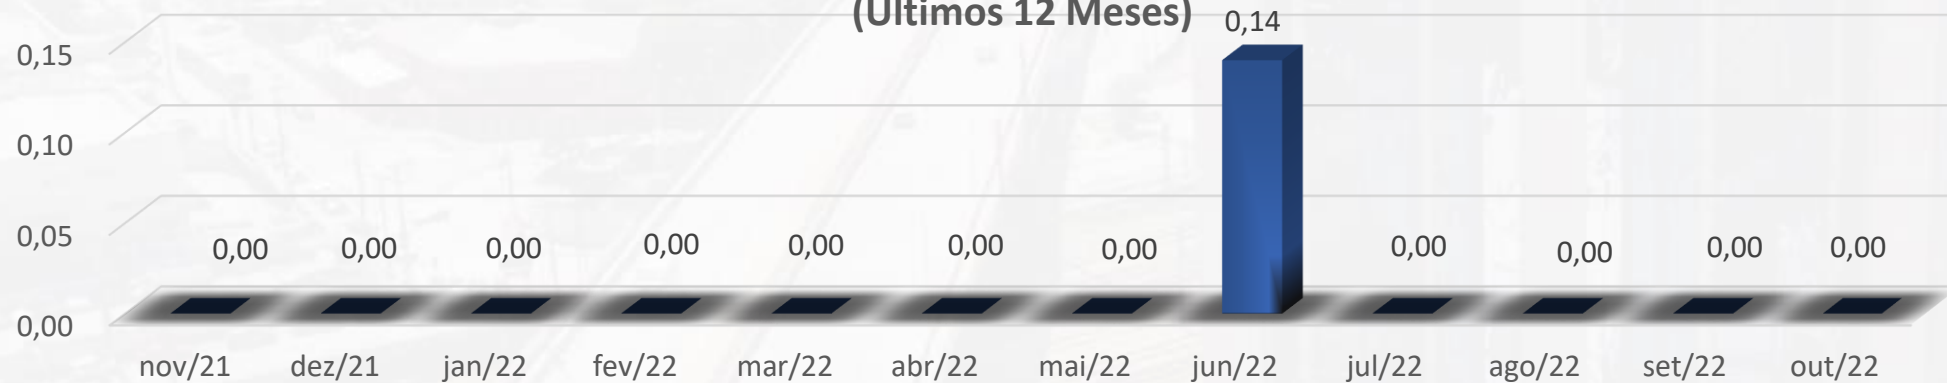 (Últimos 12 Meses)
0,14
0,15
0,10
0,05
0,00
0,00 0,00 0,00 0,00 0,00 0,00 0,00 0,00 0,00 0,00 0,00
nov/21 dez/21 jan/22 fev/22 mar/22 abr/22 mai/22 jun/22 jul/22 ago/22 set/22 out/22